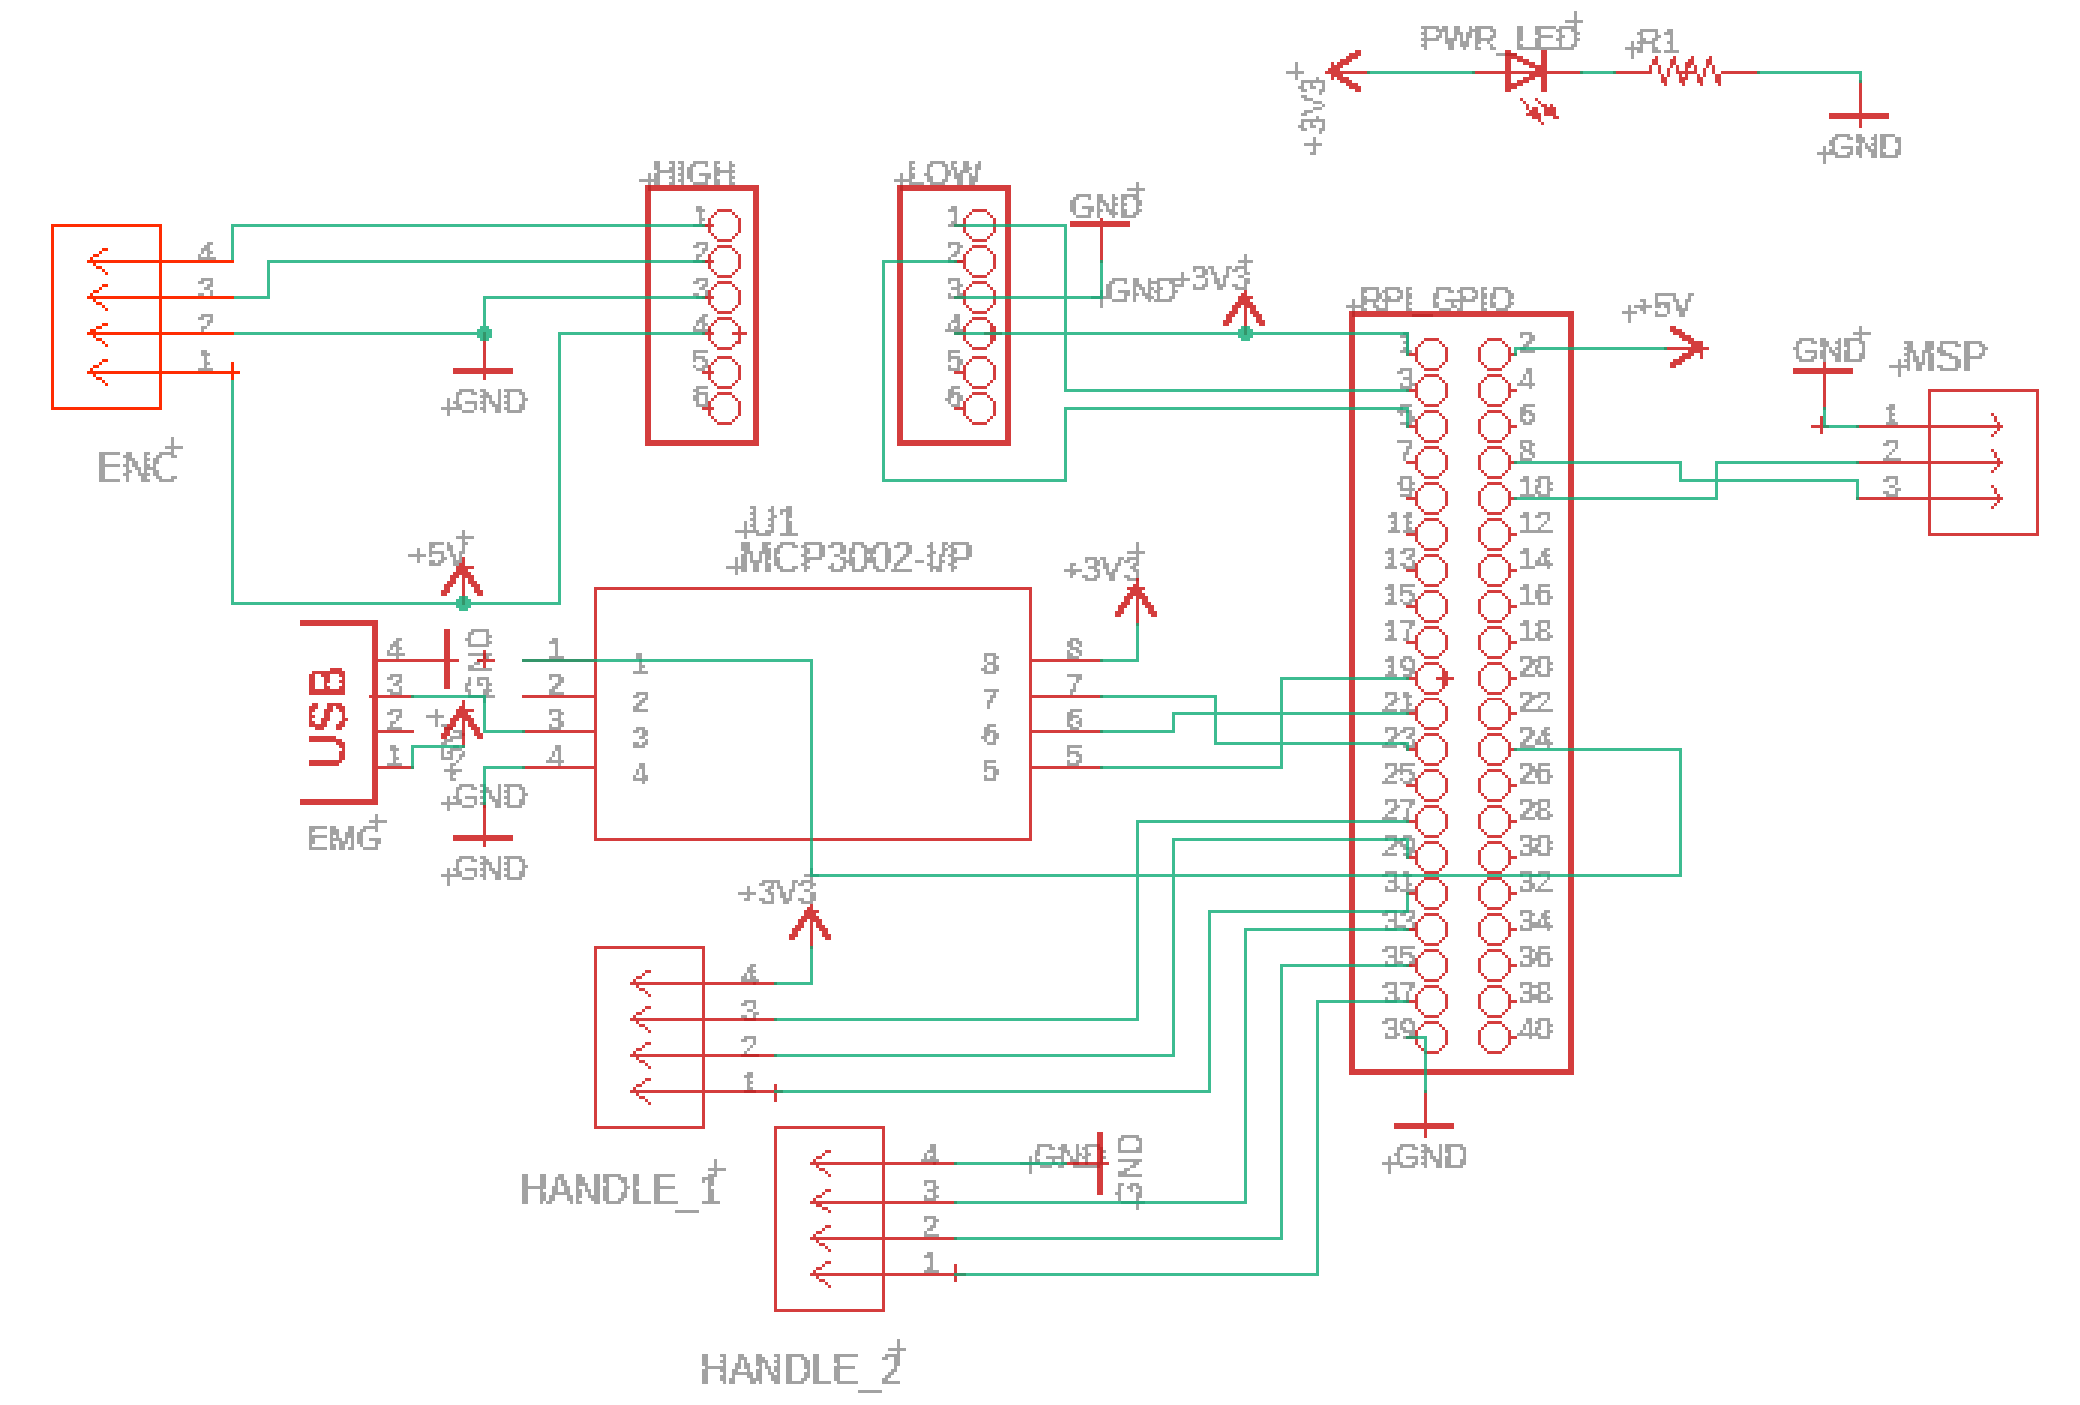 PWR_LED
R1
+3V3
GND
HIGH
1
2
3
4
5
6
LOW
1
2
3
4
5
6
GND
GND
+3V3
4
3
2
1
ENC
GND
RPI_GPIO
1 2
3 4
5 6
7 8
9 10
11 12
13 14
15 16
17 18
19 20
21 22
23 24
25 26
27 28
29 30
31 32
33 34
35 36
37 38
39 40
GND
+5V
GND
MSP
1
2
3
+5V
U1
MCP3002-I/P
+3V3
1 1 8 8
2 2 7 7
3 3 6 6
4 4 5 5
USB
4
3
2
1
GND
+5V
EMG
GND
GND
+3V3
4
3
2
1
HANDLE_1
4
3
2
1
GND
GND
HANDLE_2